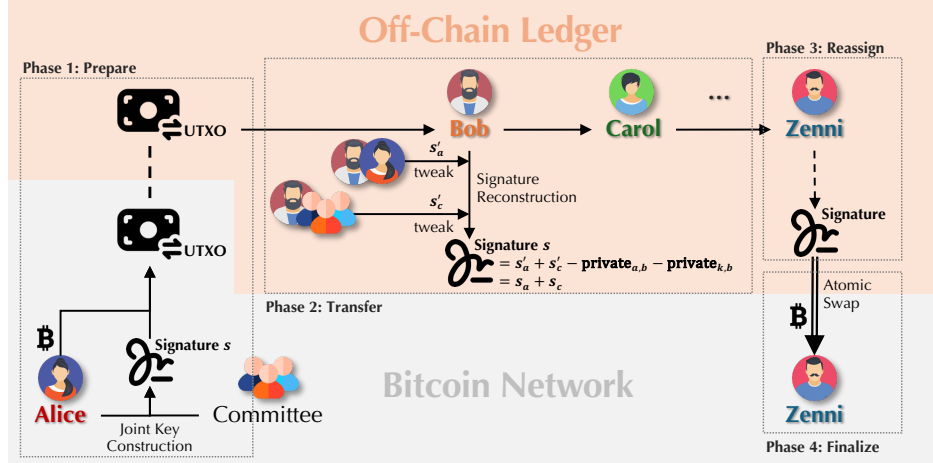 Off-Chain Ledger
Phase 1: Prepare
UTXO
UTXO
₿
Alice
Signature s
Joint Key
Construction
Committee
Phase 2: Transfer
Bob
Carol
...
s′ₐ
tweak
s′꜀
tweak
Signature
Reconstruction
Signature s
= s′ₐ + s′꜀ − privateₐ,b − privateₖ,b
= sₐ + s꜀
Phase 3: Reassign
Zenni
Signature
Atomic
Swap
₿
Zenni
Phase 4: Finalize
Bitcoin Network